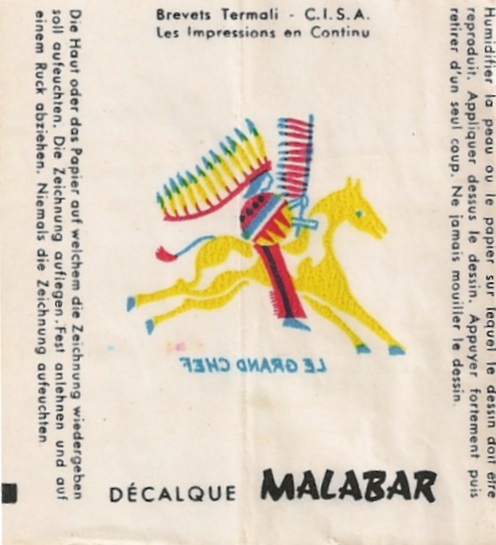 Brevets Termali - C.I.S.A.
Les Impressions en Continu
Die Haut oder das Papier auf welchem die Zeichnung wiedergeben
soll aufeuchten. Die Zeichnung auflegen. Fest anlehnen und auf
einem Ruck abziehen. Niemals die Zeichnung aufeuchten
Humidifier la peau ou le papier sur lequel le dessin doit être
reproduit. Appliquer dessus le dessin. Appuyer fortement puis
retirer d'un seul coup. Ne jamais mouiller le dessin.
LE GRAND CHEF
DÉCALQUE MALABAR